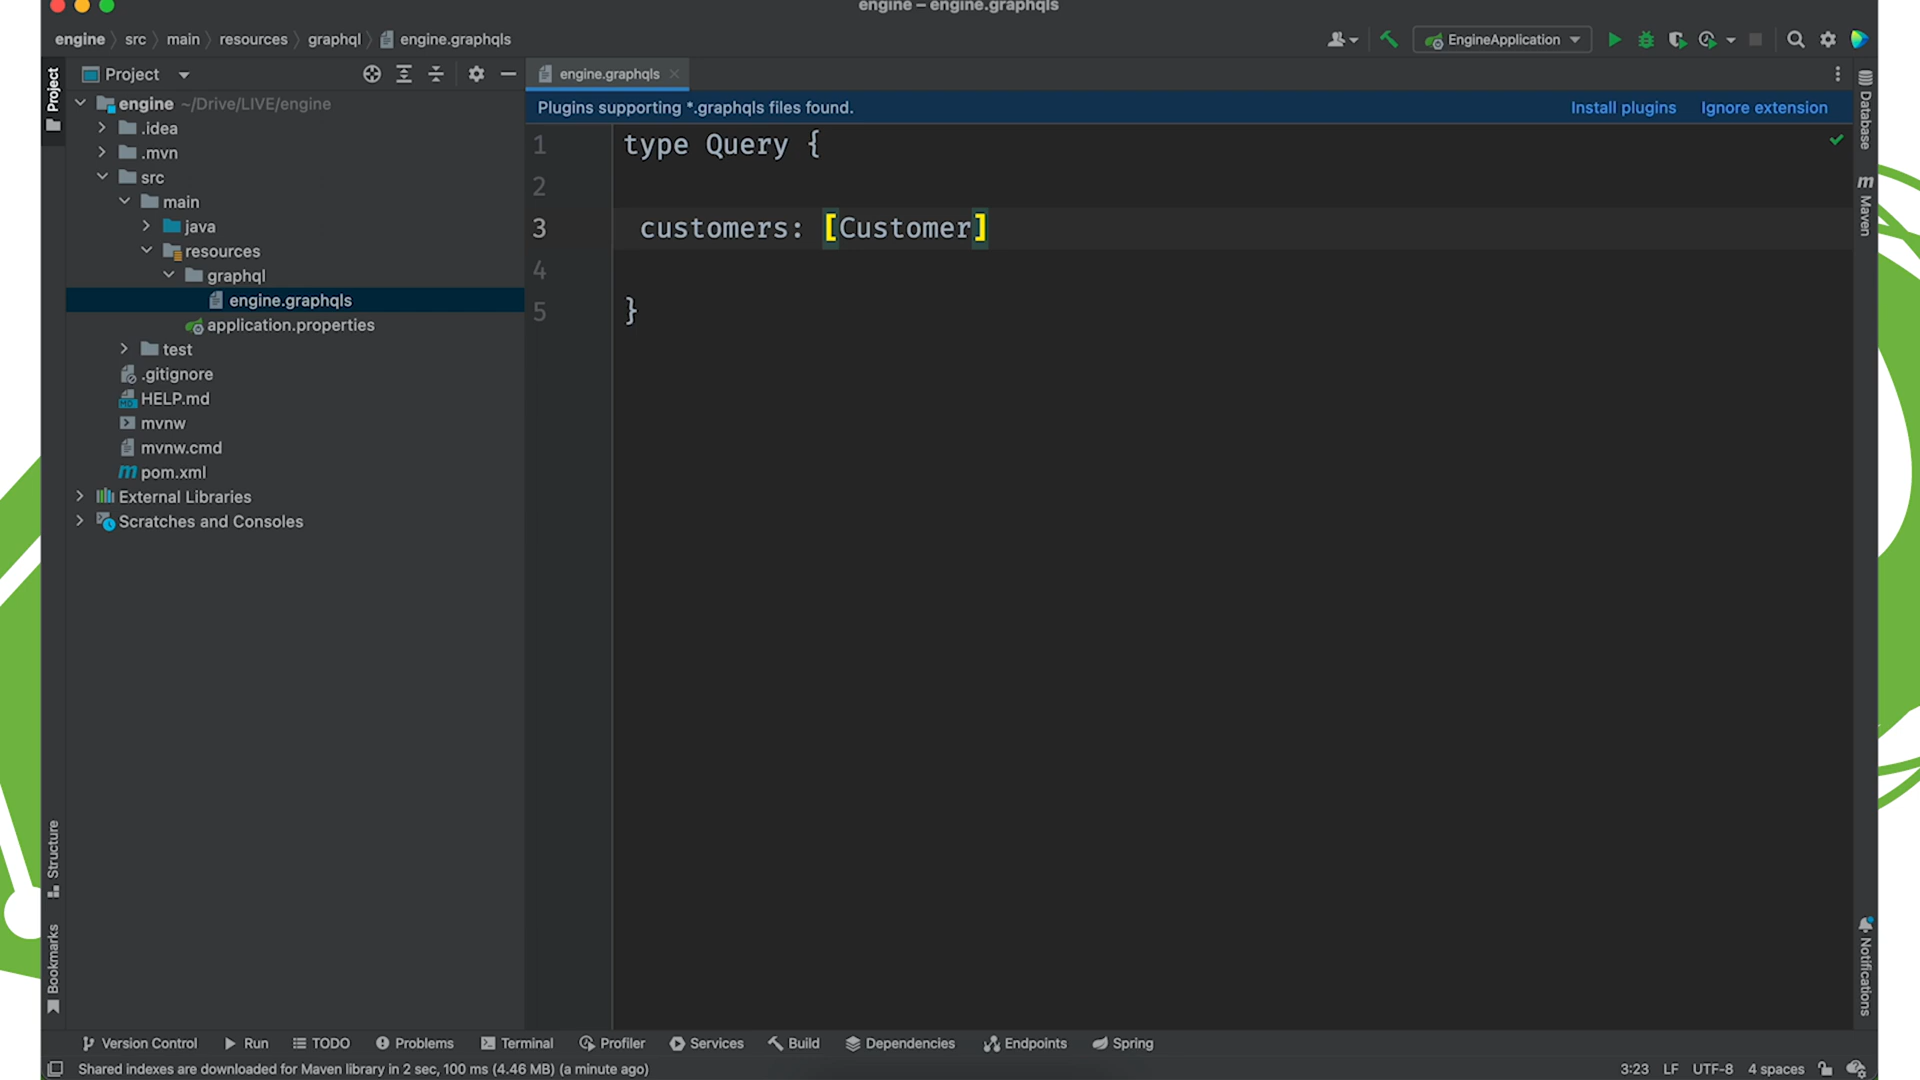 engine – engine.graphqls
engine
src
main
resources
graphql
engine.graphqls
EngineApplication
Project
Project
engine ~/Drive/LIVE/engine
.idea
.mvn
src
main
java
resources
graphql
engine.graphqls
application.properties
test
.gitignore
HELP.md
mvnw
mvnw.cmd
pom.xml
External Libraries
Scratches and Consoles
Structure
Bookmarks
engine.graphqls
Plugins supporting *.graphqls files found.
Install plugins
Ignore extension
1 type Query {
2
3 customers: [Customer]
4
5 }
Database
Maven
Notifications
Version Control
Run
TODO
Problems
Terminal
Profiler
Services
Build
Dependencies
Endpoints
Spring
Shared indexes are downloaded for Maven library in 2 sec, 100 ms (4.46 MB) (a minute ago)
3:23
LF
UTF-8
4 spaces